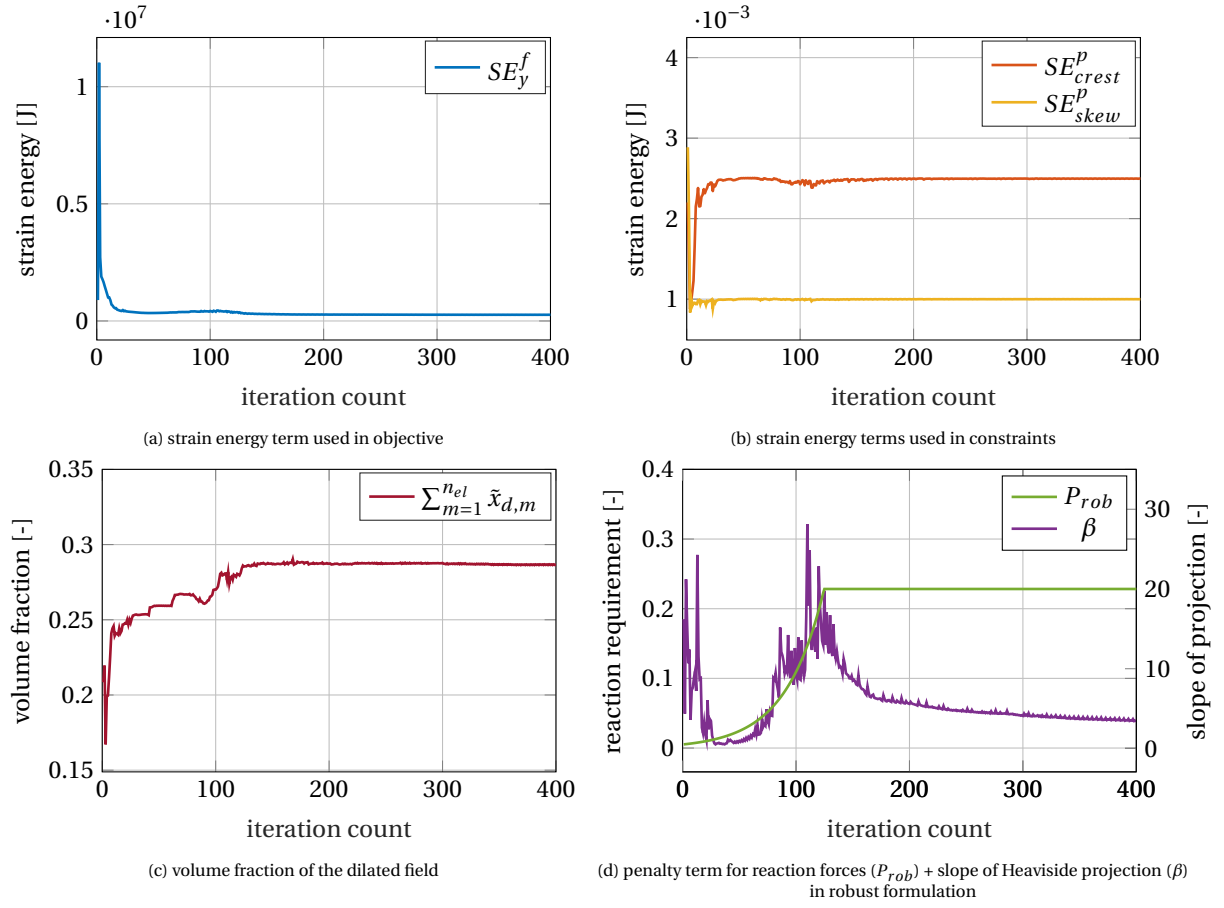 ·10⁷
1
0.5
0
strain energy [J]
SE_y^f
0 100 200 300 400
iteration count
(a) strain energy term used in objective
·10⁻³
4
3
2
1
strain energy [J]
SE_crest^p
SE_skew^p
0 100 200 300 400
iteration count
(b) strain energy terms used in constraints
0.35
0.3
0.25
0.2
0.15
volume fraction [-]
∑_{m=1}^{n_{el}} x̃_{d,m}
0 100 200 300 400
iteration count
(c) volume fraction of the dilated field
0.4
0.3
0.2
0.1
0
reaction requirement [-]
P_rob
β
30
20
10
0
slope of projection [-]
0 100 200 300 400
iteration count
(d) penalty term for reaction forces (P_rob) + slope of Heaviside projection (β)
in robust formulation